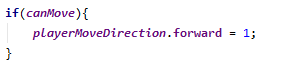 if(canMove){
    playerMoveDirection.forward = 1;
}